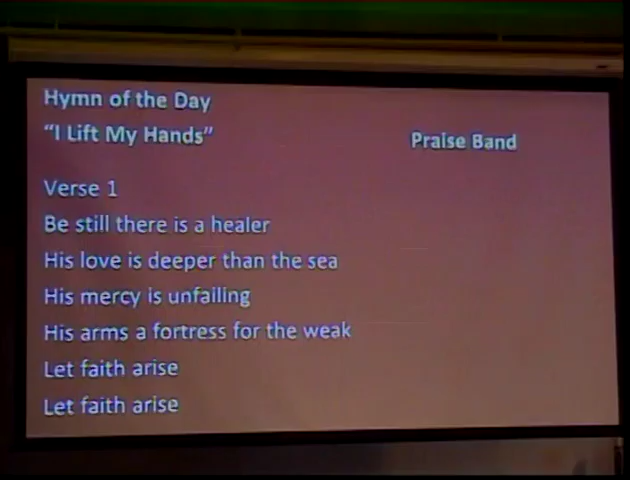 Hymn of the Day
"I Lift My Hands"
Praise Band
Verse 1
Be still there is a healer
His love is deeper than the sea
His mercy is unfailing
His arms a fortress for the weak
Let faith arise
Let faith arise